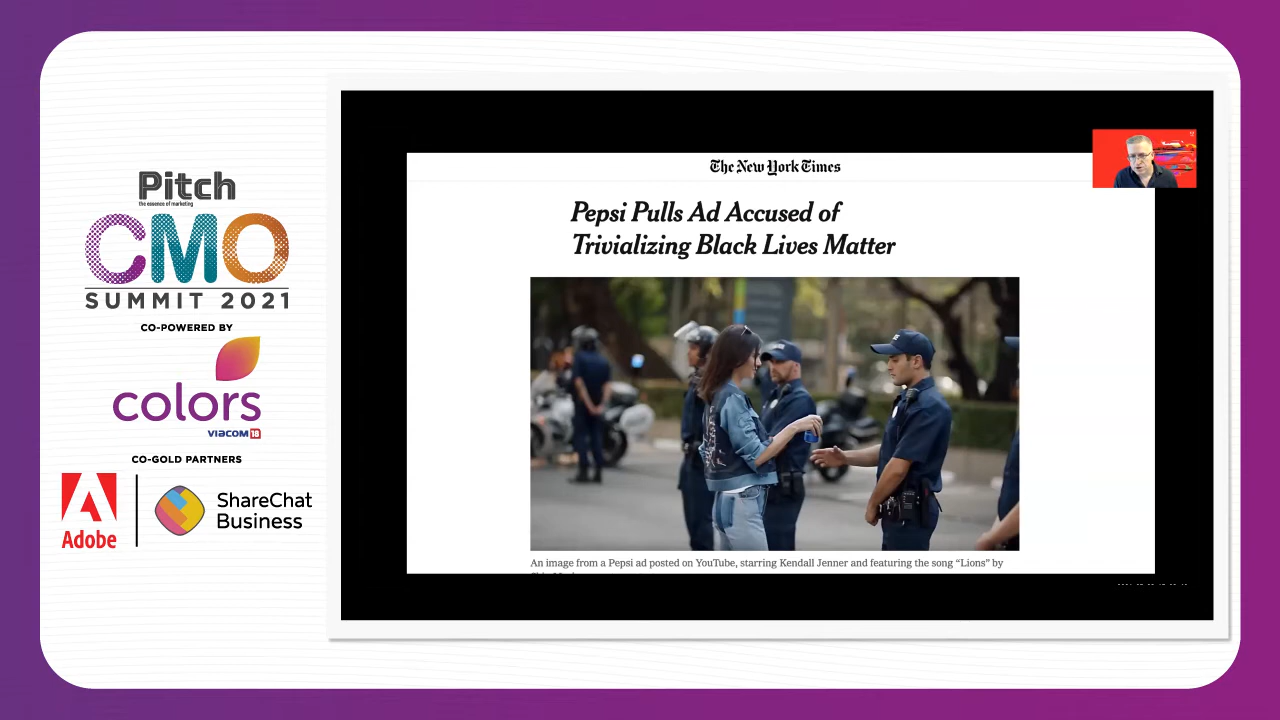 Pitch
the essence of marketing
CMO
SUMMIT 2021
CO-POWERED BY
colors
VIACOM18
CO-GOLD PARTNERS
Adobe
ShareChat
Business
The New York Times
Pepsi Pulls Ad Accused of
Trivializing Black Lives Matter
An image from a Pepsi ad posted on YouTube, starring Kendall Jenner and featuring the song “Lions” by